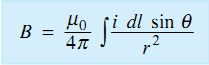 B = μ₀/4π ∫ i dl sin θ / r²